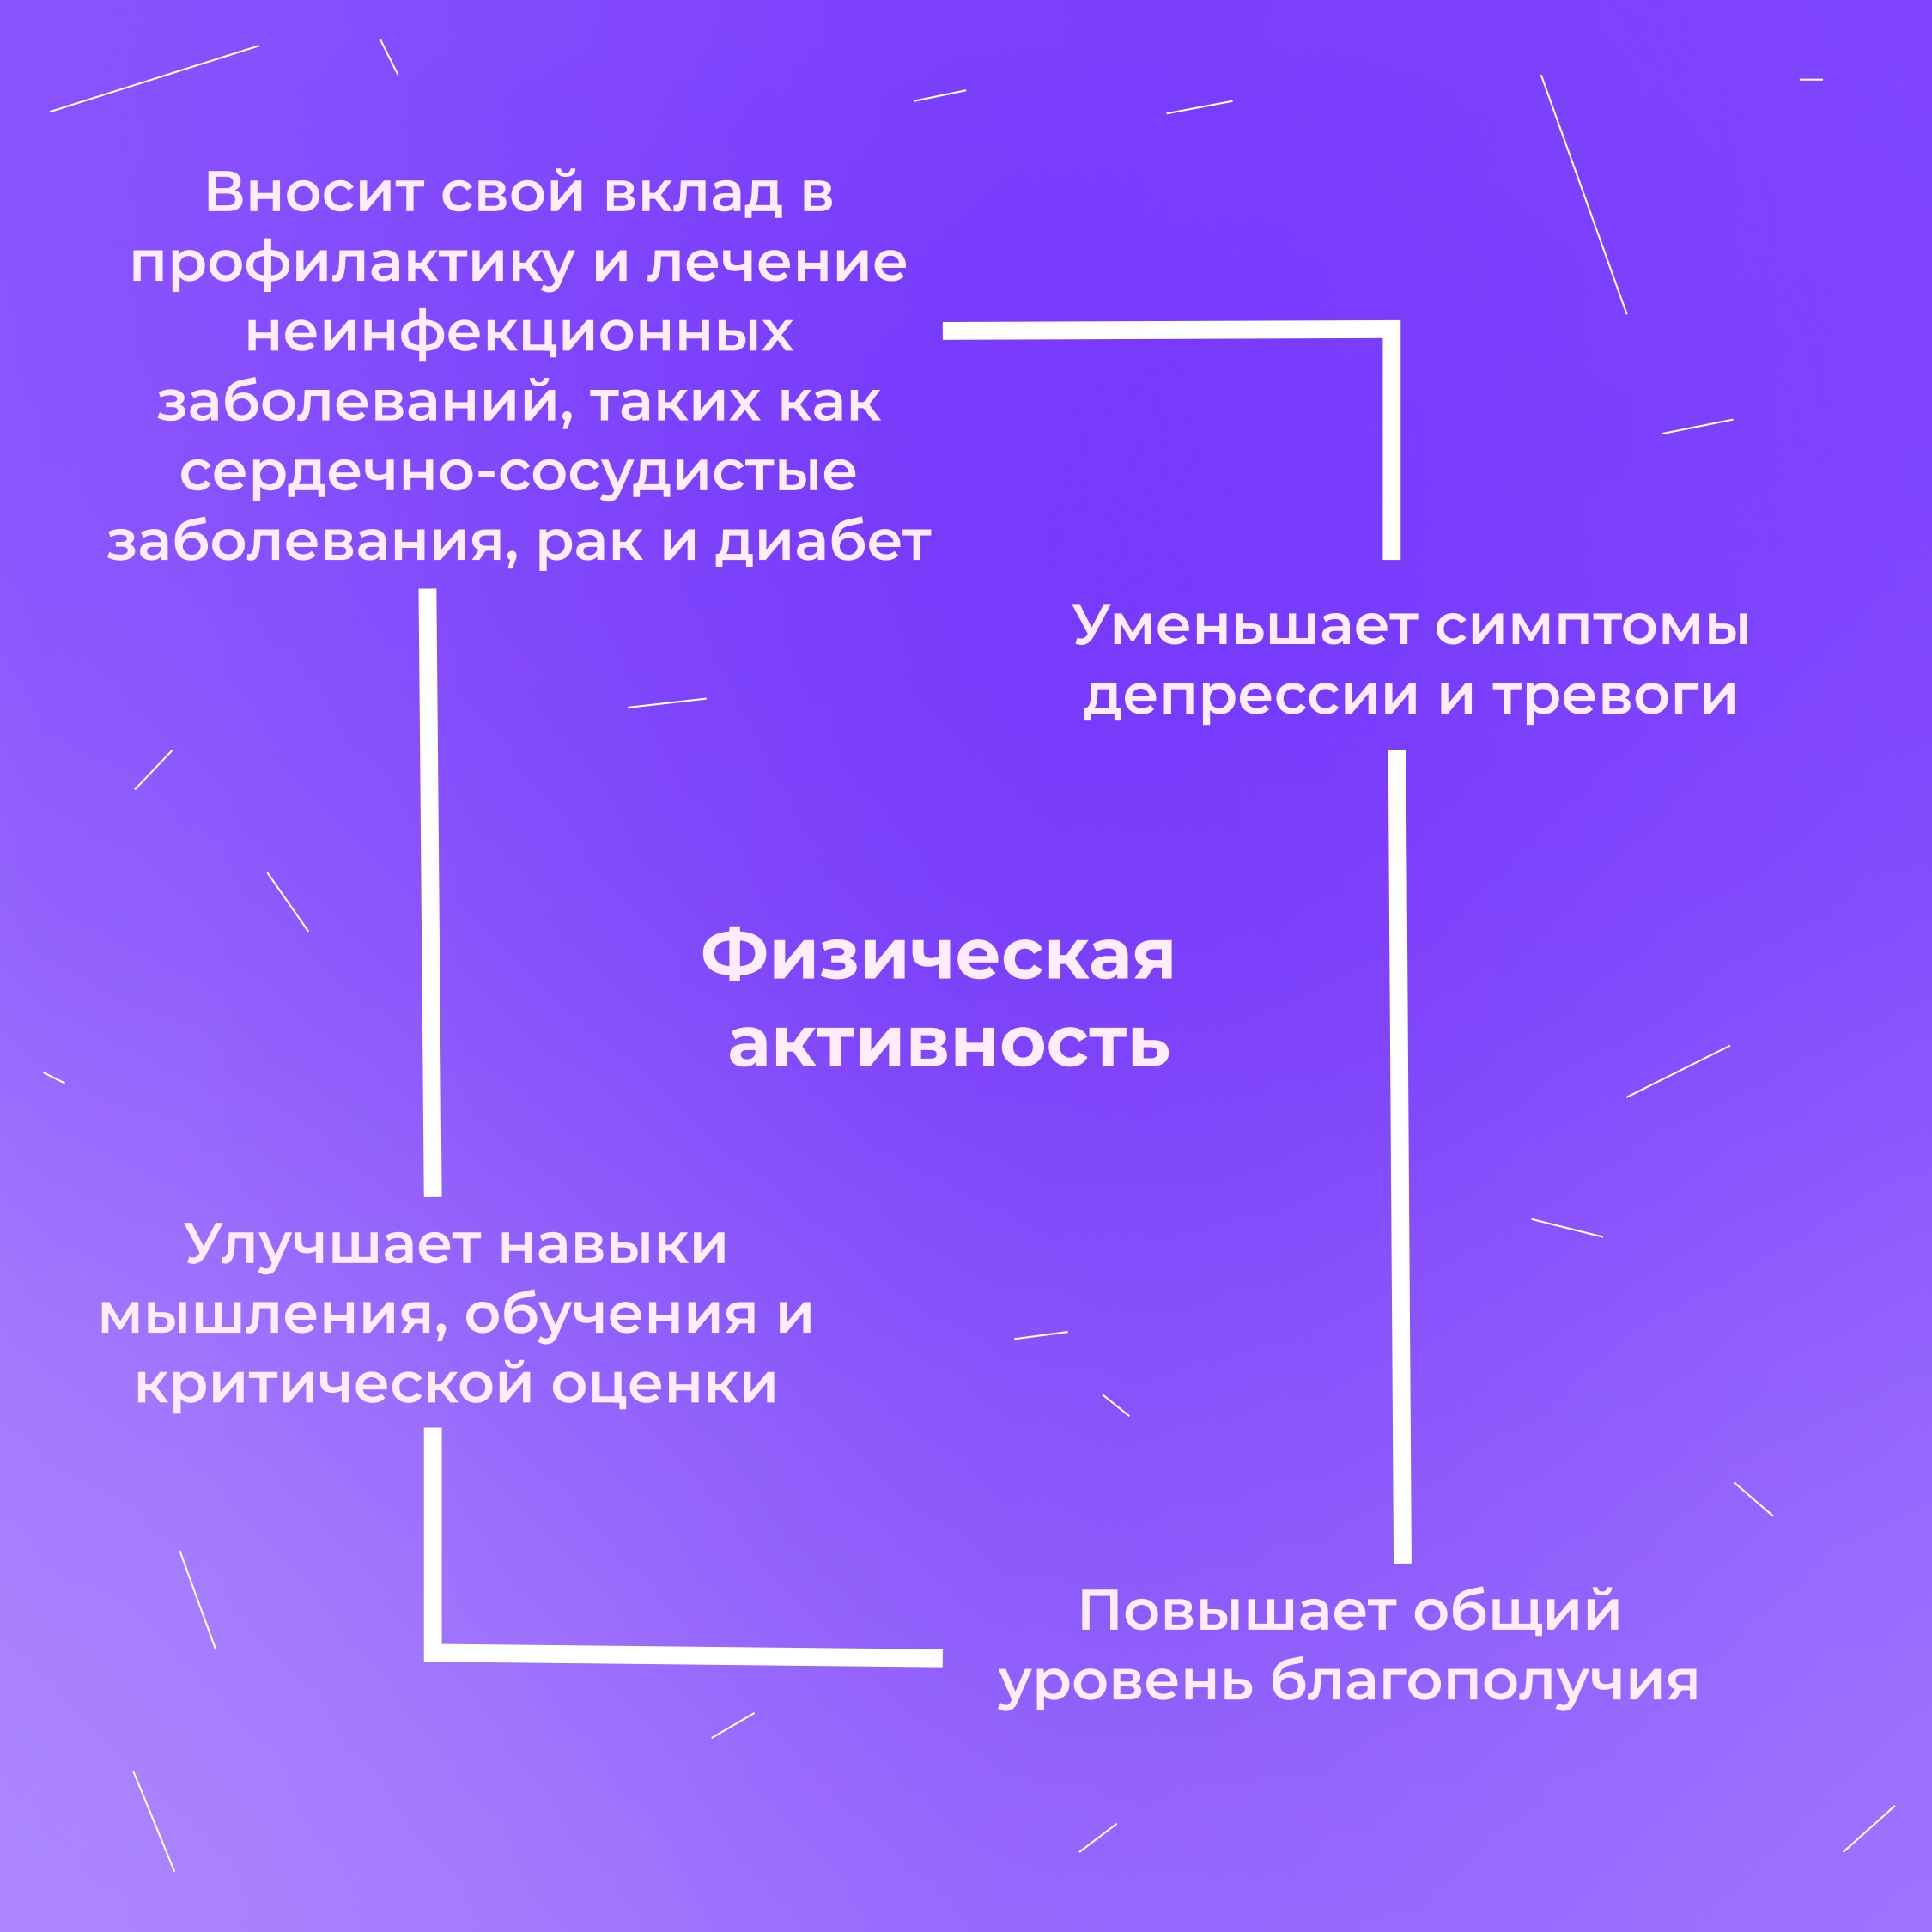 Вносит свой вклад в
профилактику и лечение
неинфекционных
заболеваний, таких как
сердечно-сосудистые
заболевания, рак и диабет
Уменьшает симптомы
депрессии и тревоги
Физическая
активность
Улучшает навыки
мышления, обучения и
критической оценки
Повышает общий
уровень благополучия